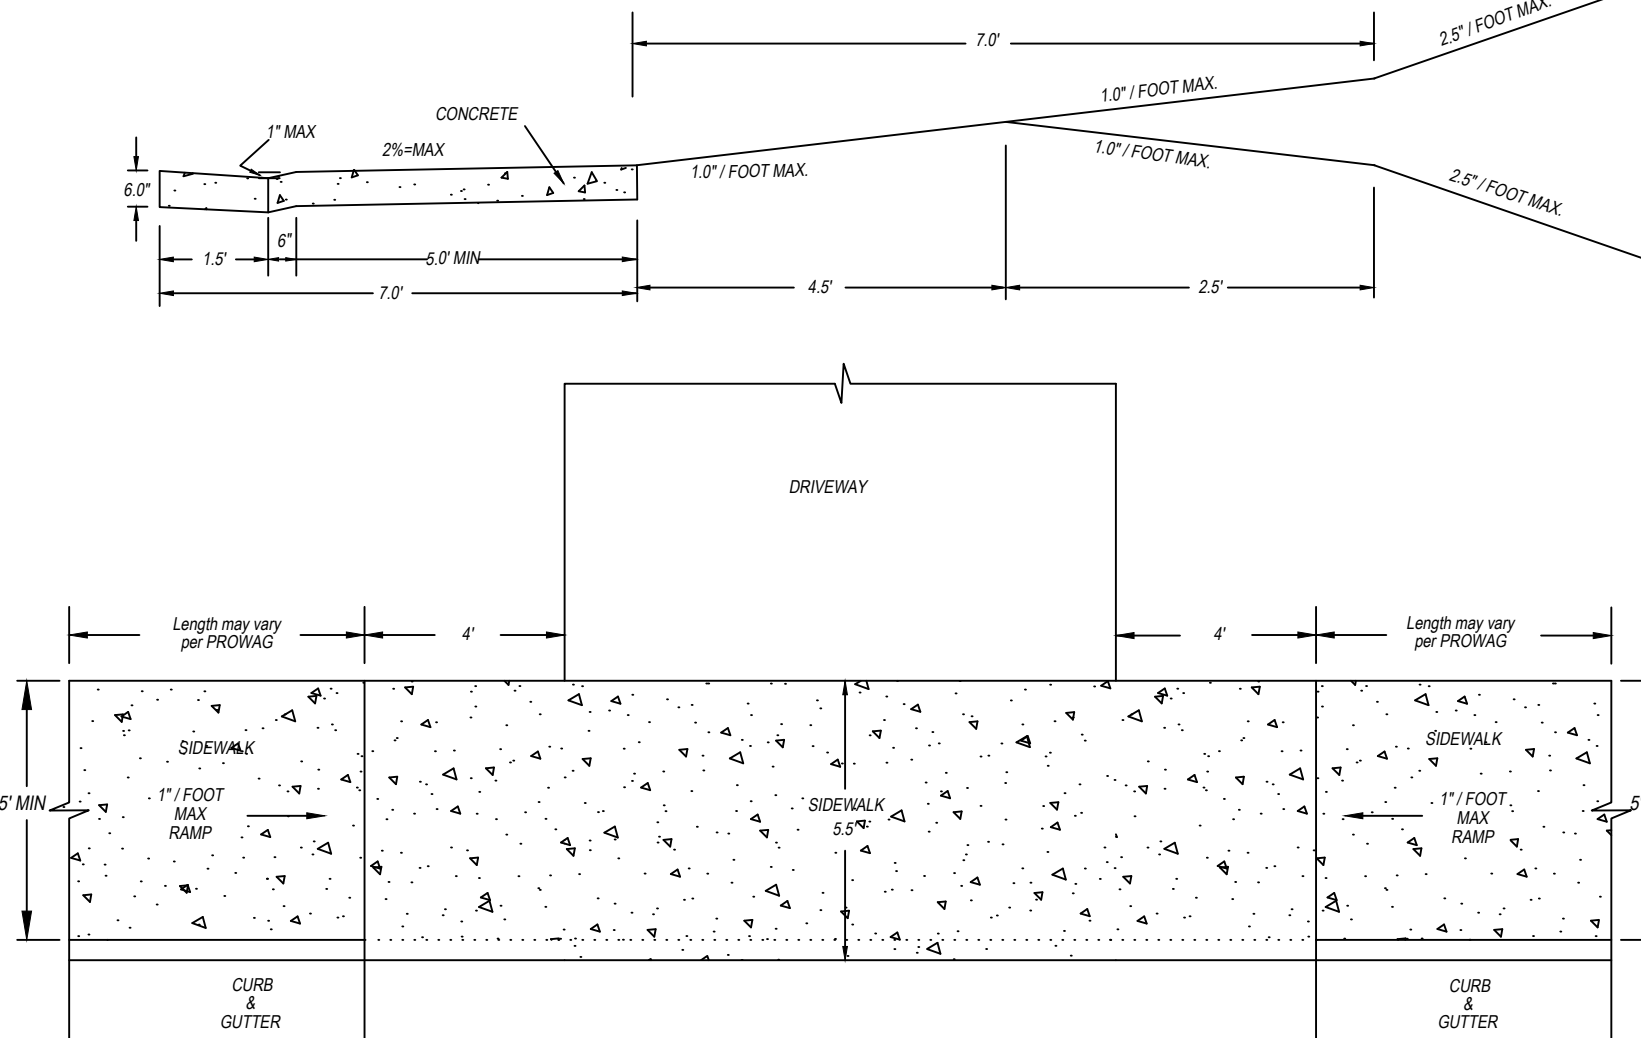 7.0'
2.5" / FOOT MAX.
1.0" / FOOT MAX.
CONCRETE
1" MAX
2%=MAX
1.0" / FOOT MAX.
1.0" / FOOT MAX.
6.0"
2.5" / FOOT MAX.
6"
1.5'
5.0' MIN
7.0'
4.5'
2.5'
DRIVEWAY
Length may vary
per PROWAG
4'
4'
Length may vary
per PROWAG
SIDEWALK
1" / FOOT
MAX
RAMP
5' MIN
SIDEWALK
5.5'
SIDEWALK
1" / FOOT
MAX
RAMP
5'
CURB
&
GUTTER
CURB
&
GUTTER